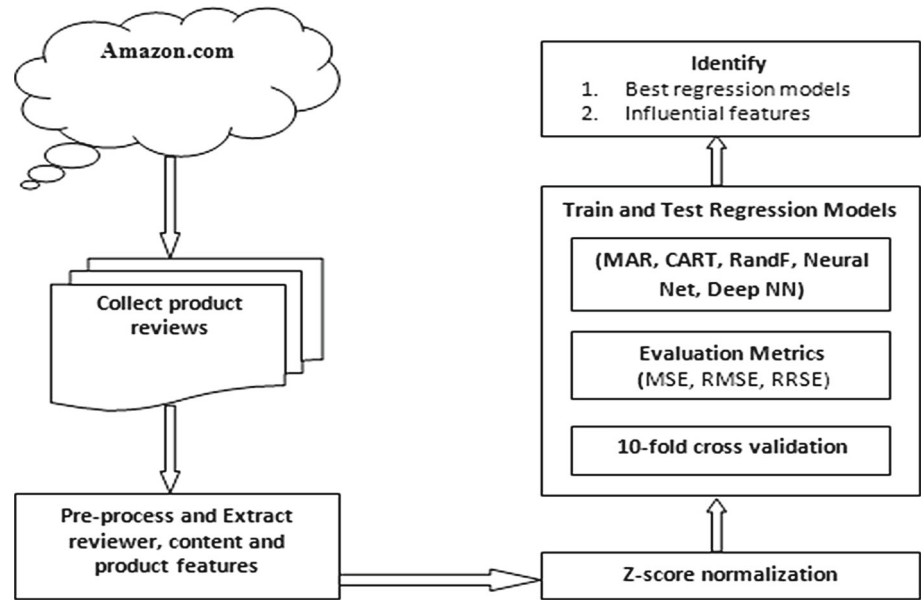 Amazon.com
Collect product
reviews
Pre-process and Extract
reviewer, content and
product features
Z-score normalization
Train and Test Regression Models
(MAR, CART, RandF, Neural
Net, Deep NN)
Evaluation Metrics
(MSE, RMSE, RRSE)
10-fold cross validation
Identify
1. Best regression models
2. Influential features